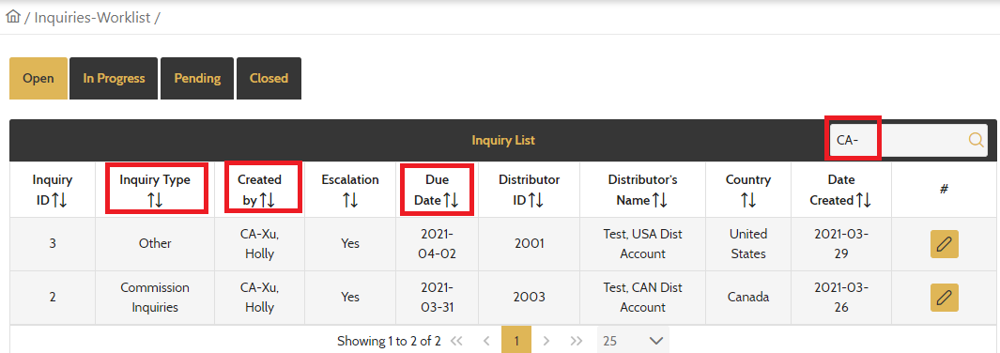 / Inquiries-Worklist /
Open In Progress Pending Closed
Inquiry List CA-
Inquiry Type Created Escalation Due Distributor Distributor's Country Date
ID by Date ID Name Created #
3 Other CA-Xu, Holly Yes 2021-04-02 2001 Test, USA Dist Account United States 2021-03-29
2 Commission Inquiries CA-Xu, Holly Yes 2021-03-31 2003 Test, CAN Dist Account Canada 2021-03-26
Showing 1 to 2 of 2 1 25